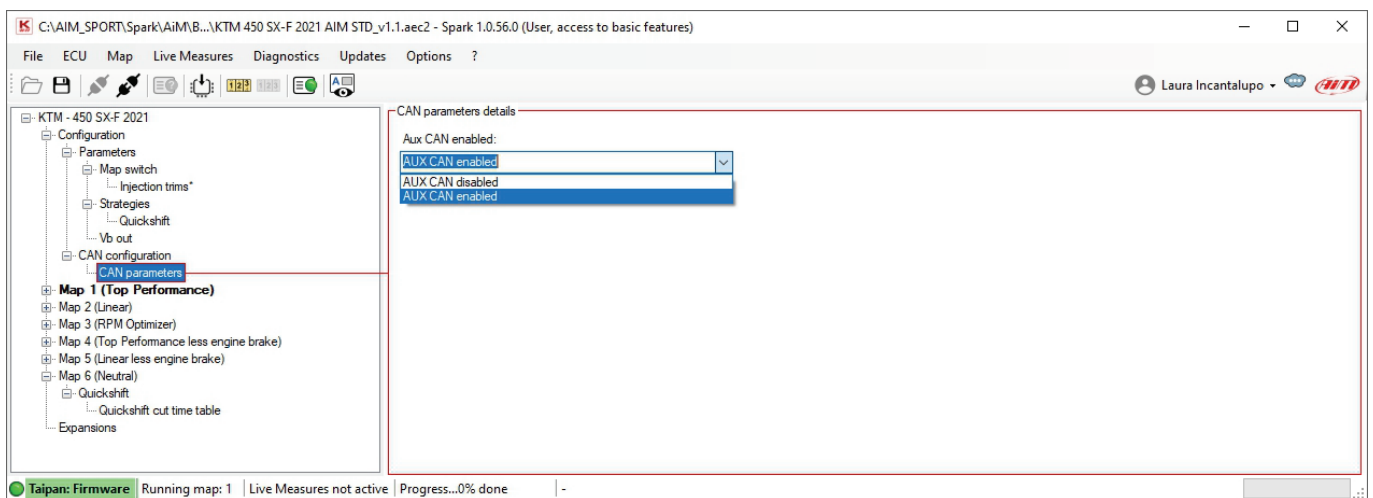 C:\AIM_SPORT\Spark\AiM\B...\KTM 450 SX-F 2021 AIM STD_v1.1.aec2 - Spark 1.0.56.0 (User, access to basic features)
File ECU Map Live Measures Diagnostics Updates Options ?
Laura Incantalupo
KTM - 450 SX-F 2021
Configuration
Parameters
Map switch
Injection trims*
Strategies
Quickshift
Vb out
CAN configuration
CAN parameters
Map 1 (Top Performance)
Map 2 (Linear)
Map 3 (RPM Optimizer)
Map 4 (Top Performance less engine brake)
Map 5 (Linear less engine brake)
Map 6 (Neutral)
Quickshift
Quickshift cut time table
Expansions
CAN parameters details
Aux CAN enabled:
AUX CAN enabled
AUX CAN disabled
AUX CAN enabled
Taipan: Firmware Running map: 1 Live Measures not active Progress...0% done -